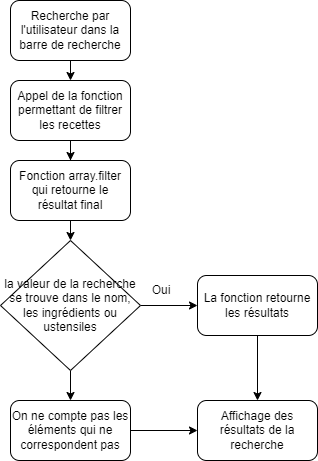 Recherche par
l'utilisateur dans la
barre de recherche
Appel de la fonction
permettant de filtrer
les recettes
Fonction array.filter
qui retourne le
résultat final
la valeur de la recherche
se trouve dans le nom,
les ingrédients ou
ustensiles
Oui
La fonction retourne
les résultats
On ne compte pas les
éléments qui ne
correspondent pas
Affichage des
résultats de la
recherche